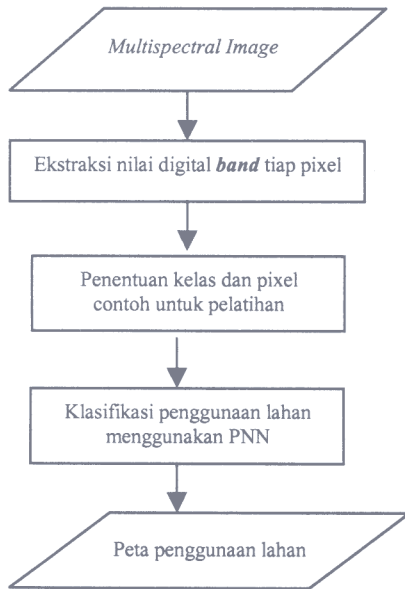 Multispectral Image
Ekstraksi nilai digital band tiap pixel
Penentuan kelas dan pixel
contoh untuk pelatihan
Klasifikasi penggunaan lahan
menggunakan PNN
Peta penggunaan lahan